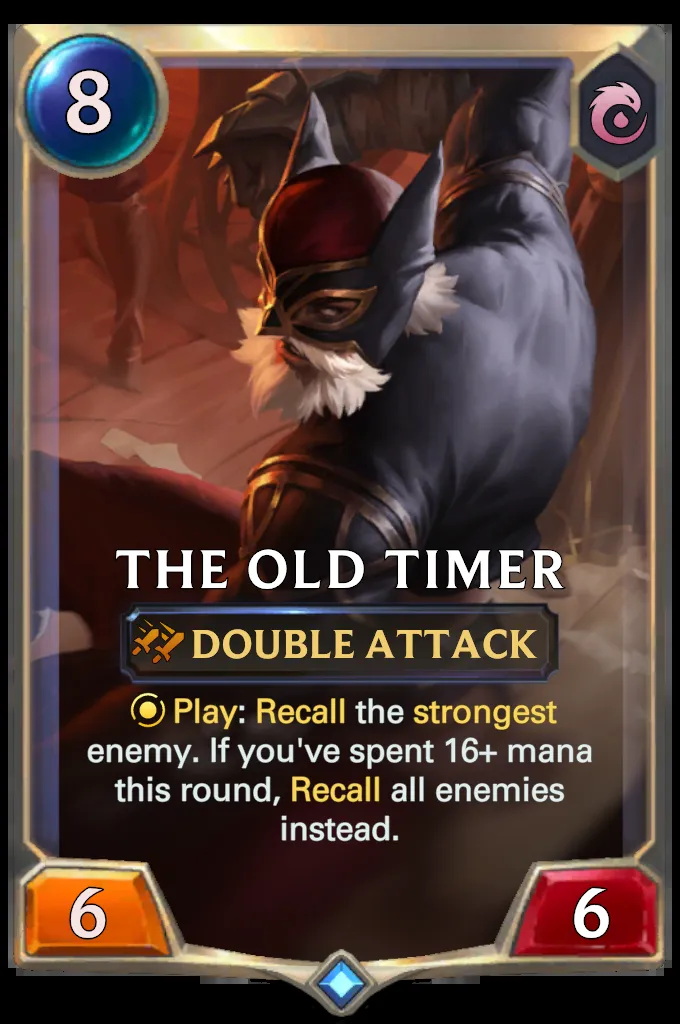 8
THE OLD TIMER
DOUBLE ATTACK
Play: Recall the strongest
enemy. If you've spent 16+ mana
this round, Recall all enemies
instead.
6 6